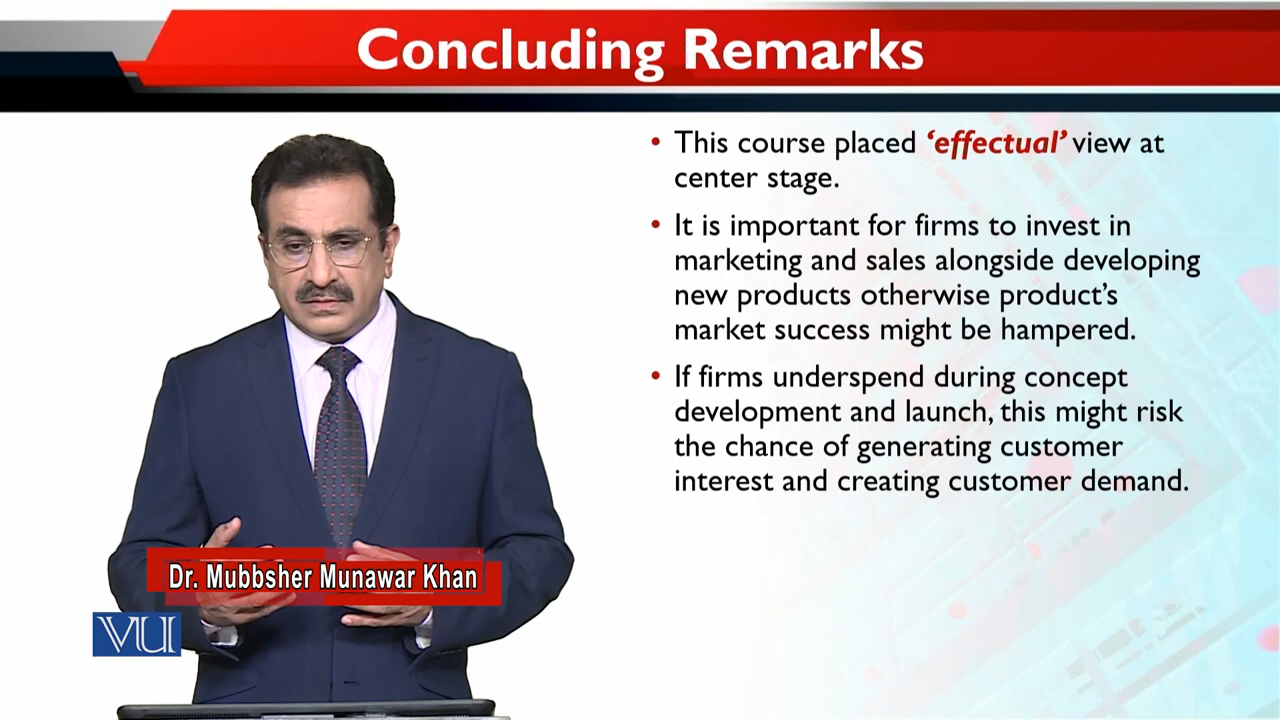 Concluding Remarks
• This course placed ‘effectual’ view at
center stage.
• It is important for firms to invest in
marketing and sales alongside developing
new products otherwise product’s
market success might be hampered.
• If firms underspend during concept
development and launch, this might risk
the chance of generating customer
interest and creating customer demand.
Dr. Mubbsher Munawar Khan
VU